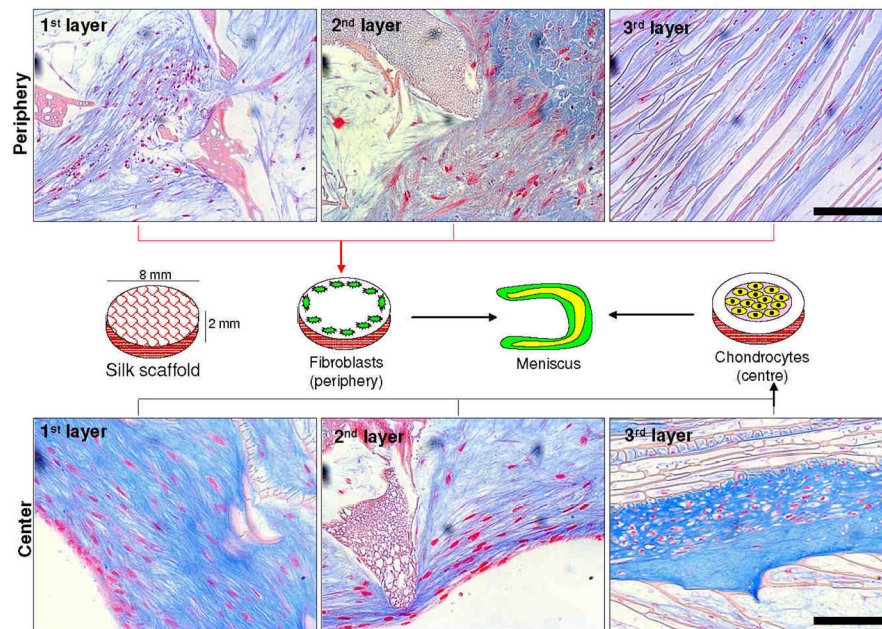 1st layer
2nd layer
3rd layer
Periphery
8 mm
2 mm
Silk scaffold
Fibroblasts
(periphery)
Meniscus
Chondrocytes
(centre)
1st layer
2nd layer
3rd layer
Center